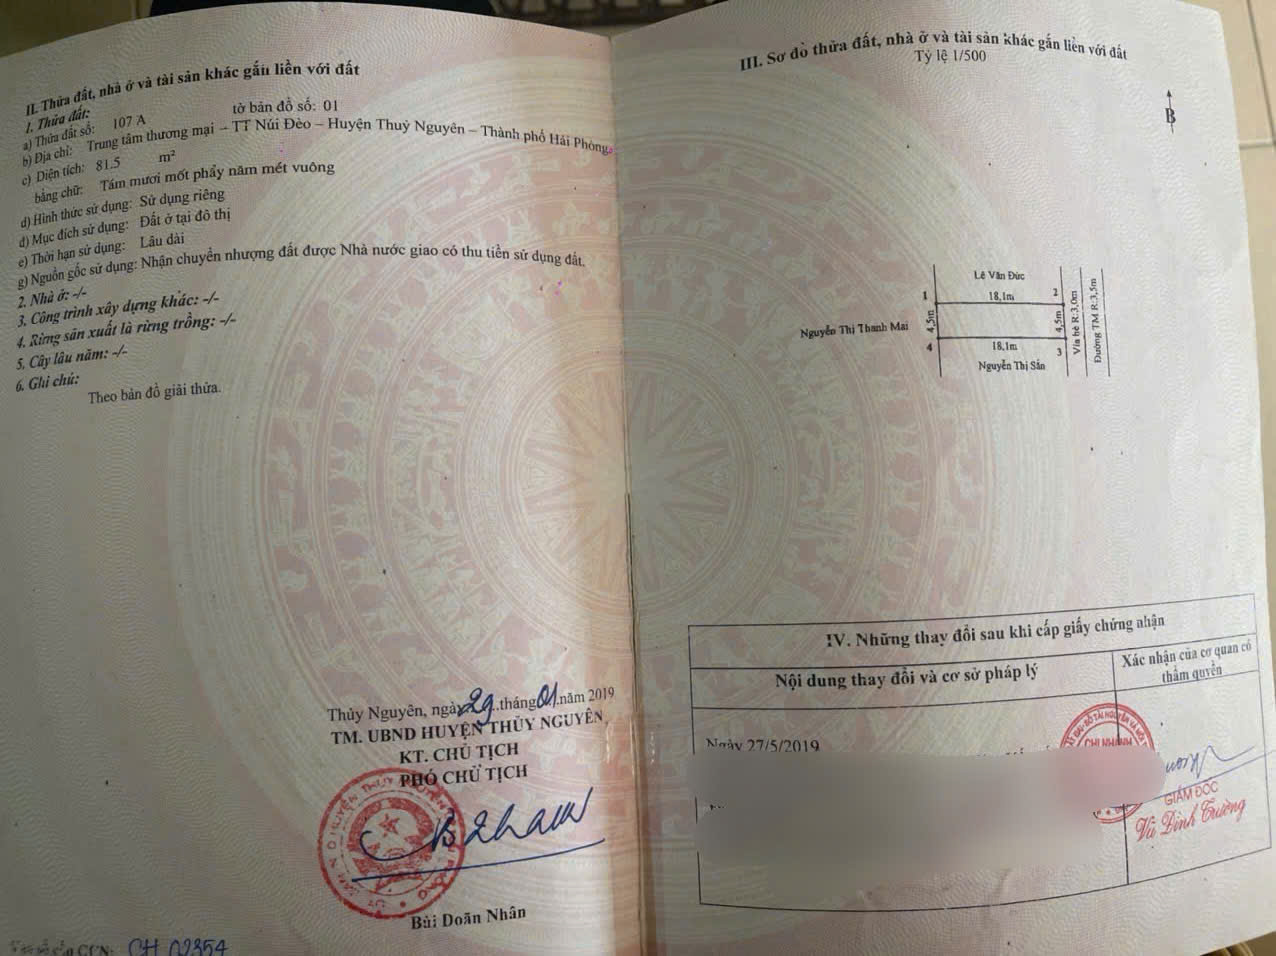 II. Thửa đất, nhà ở và tài sản khác gắn liền với đất
1. Thửa đất:
a) Thửa đất số: 107 A tờ bản đồ số: 01
b) Địa chỉ: Trung tâm thương mại – TT Núi Đèo – Huyện Thuỷ Nguyên – Thành phố Hải Phòng.
c) Diện tích: 81.5 m²
bằng chữ: Tám mươi mốt phẩy năm mét vuông
d) Hình thức sử dụng: Sử dụng riêng
đ) Mục đích sử dụng: Đất ở tại đô thị
e) Thời hạn sử dụng: Lâu dài
g) Nguồn gốc sử dụng: Nhận chuyển nhượng đất được Nhà nước giao có thu tiền sử dụng đất.
2. Nhà ở: -/-
3. Công trình xây dựng khác: -/-
4. Rừng sản xuất là rừng trồng: -/-
5. Cây lâu năm: -/-
6. Ghi chú:
Theo bản đồ giải thửa.
Thủy Nguyên, ngày 29 tháng 01 năm 2019
TM. UBND HUYỆN THỦY NGUYÊN
KT. CHỦ TỊCH
PHÓ CHỦ TỊCH
Bùi Doãn Nhân
CH 02354
III. Sơ đồ thửa đất, nhà ở và tài sản khác gắn liền với đất
Tỷ lệ 1/500
B
Lê Văn Đức
1
18,1m
2
Nguyễn Thị Thanh Mai
4,5m
4,5m
Vỉa hè R:3,0m
Đường TM R:3,5m
4
18.1m
3
Nguyễn Thị Sắn
IV. Những thay đổi sau khi cấp giấy chứng nhận
Nội dung thay đổi và cơ sở pháp lý
Xác nhận của cơ quan có
thẩm quyền
Ngày 27/5/2019
CHI NHÁNH
GIÁM ĐỐC
Vũ Đình Trường